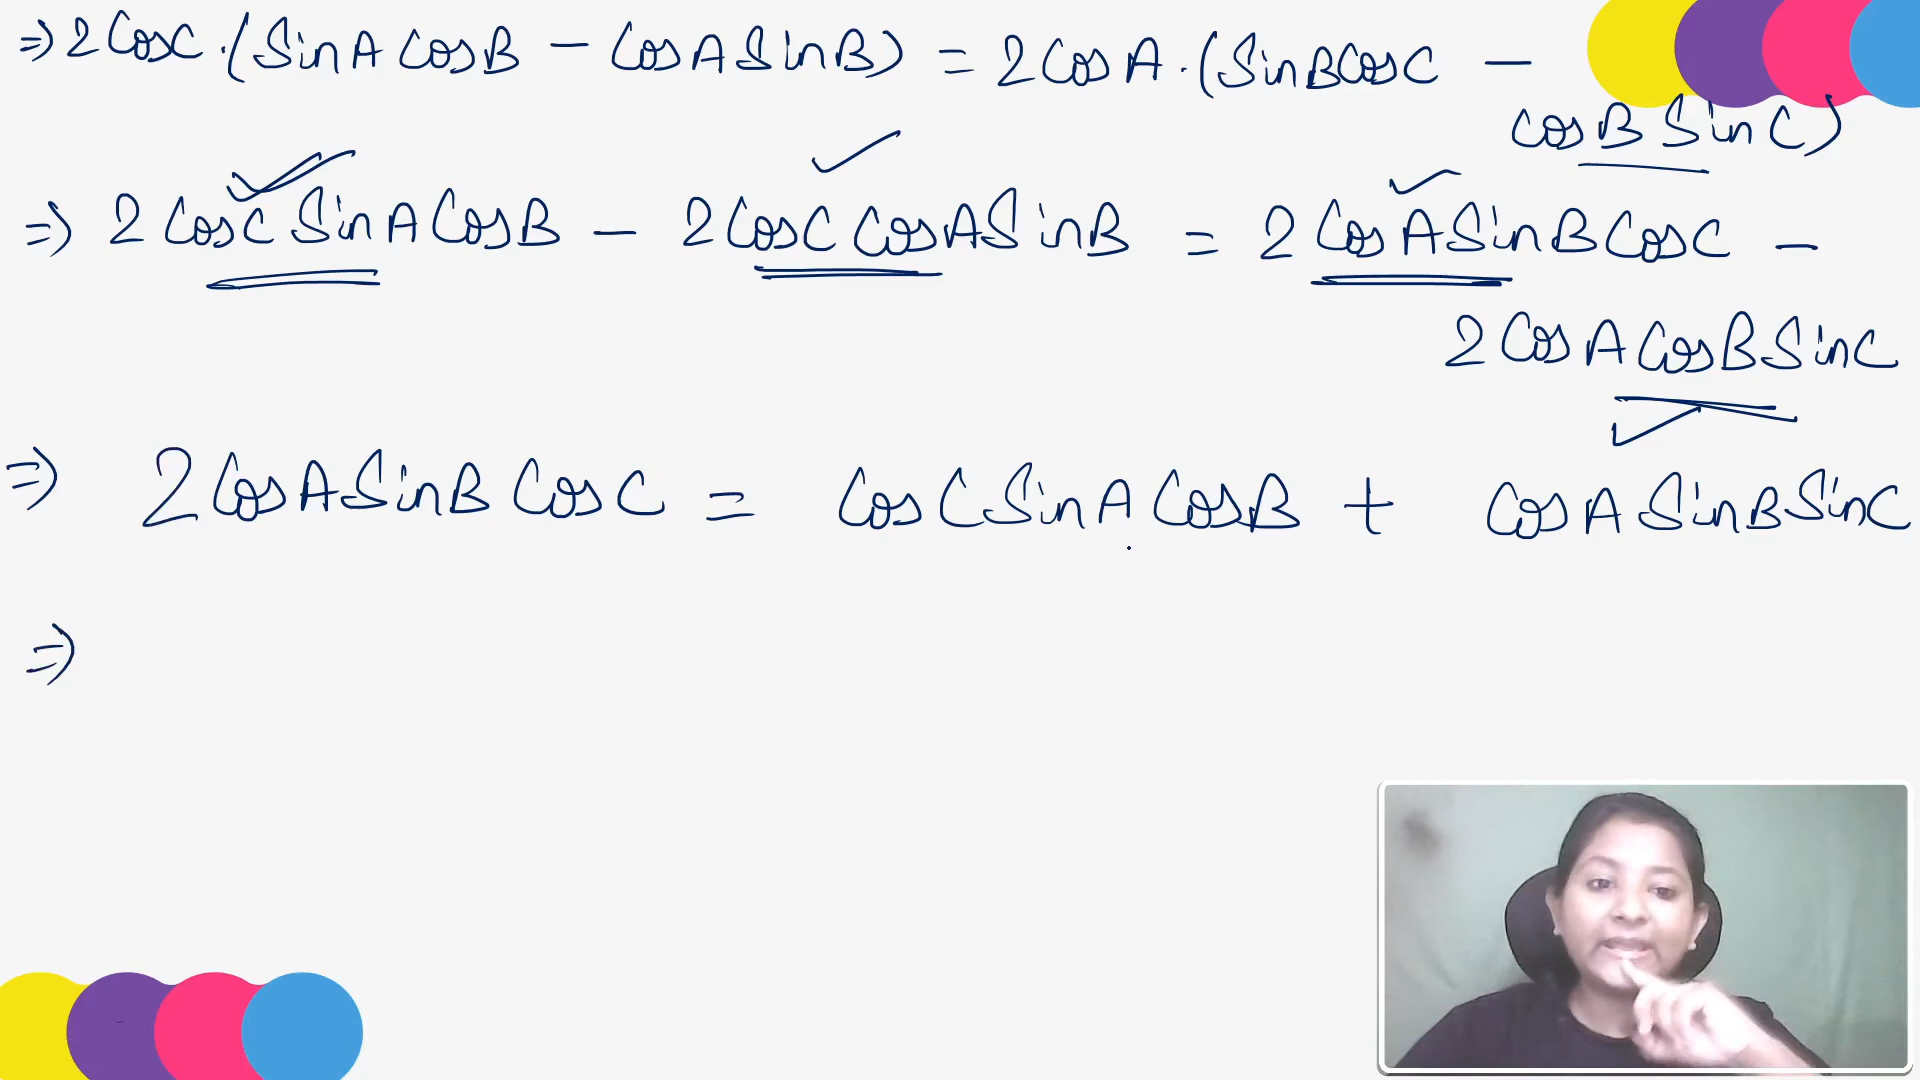 ⇒ 2 Cos C · (Sin A Cos B − Cos A Sin B) = 2 Cos A · (Sin B Cos C −
Cos B Sin C)
⇒ 2 Cos C Sin A Cos B − 2 Cos C Cos A Sin B = 2 Cos A Sin B Cos C −
2 Cos A Cos B Sin C
⇒ 2 Cos A Sin B Cos C = Cos C Sin A Cos B + Cos A Sin B Sin C
⇒